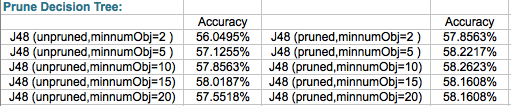 Prune Decision Tree:
Accuracy Accuracy
J48 (unpruned,minnumObj=2 ) 56.0495% J48 (pruned,minnumObj=2 ) 57.8563%
J48 (unpruned,minnumObj=5 ) 57.1255% J48 (pruned,minnumObj=5 ) 58.2217%
J48 (unpruned,minnumObj=10) 57.8563% J48 (pruned,minnumObj=10) 58.2623%
J48 (unpruned,minnumObj=15) 58.0187% J48 (pruned,minnumObj=15) 58.1608%
J48 (unpruned,minnumObj=20) 57.5518% J48 (pruned,minnumObj=20) 58.1608%